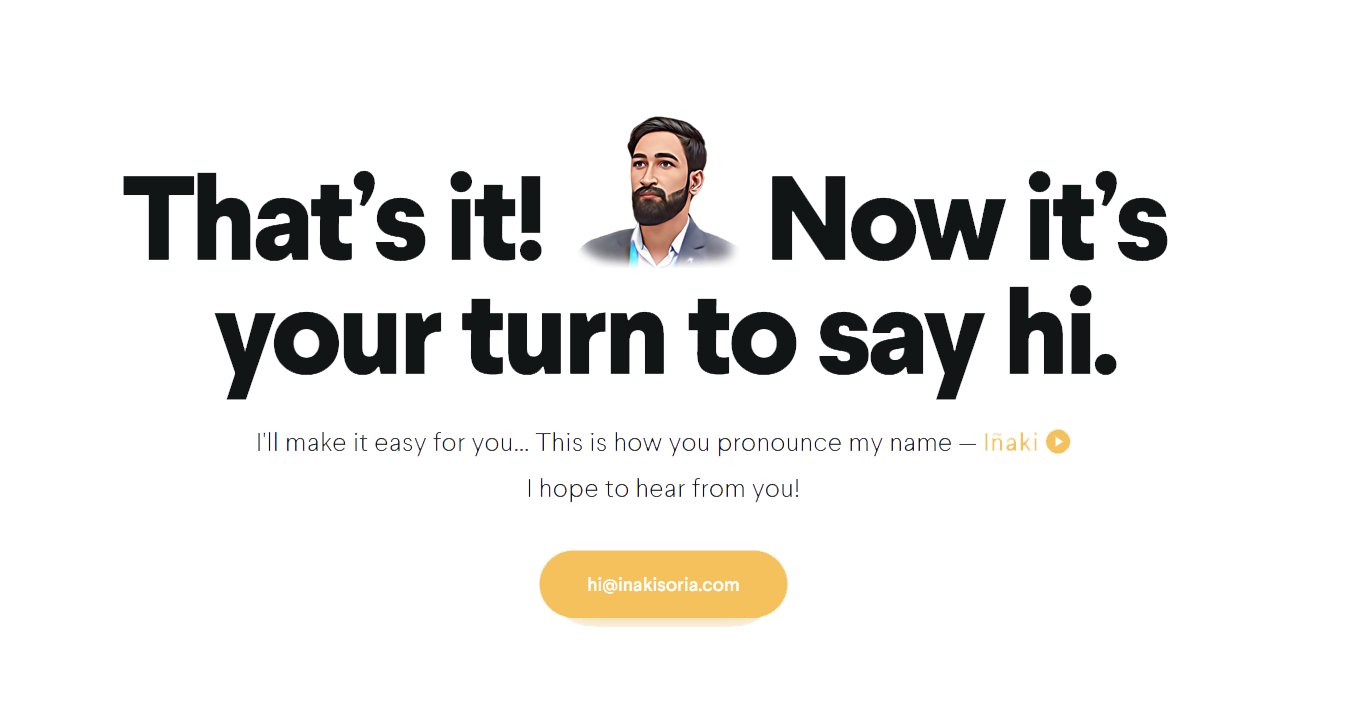 That’s it! Now it’s
your turn to say hi.
I'll make it easy for you... This is how you pronounce my name — Iñaki
I hope to hear from you!
hi@inakisoria.com